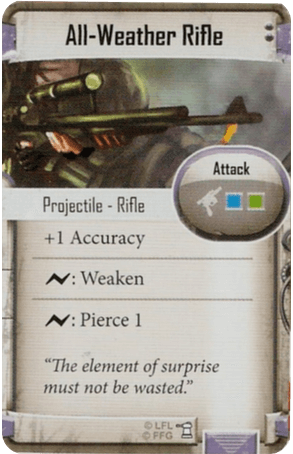 All-Weather Rifle
Attack
Projectile - Rifle
+1 Accuracy
: Weaken
: Pierce 1
“The element of surprise
must not be wasted.”
© LFL
© FFG